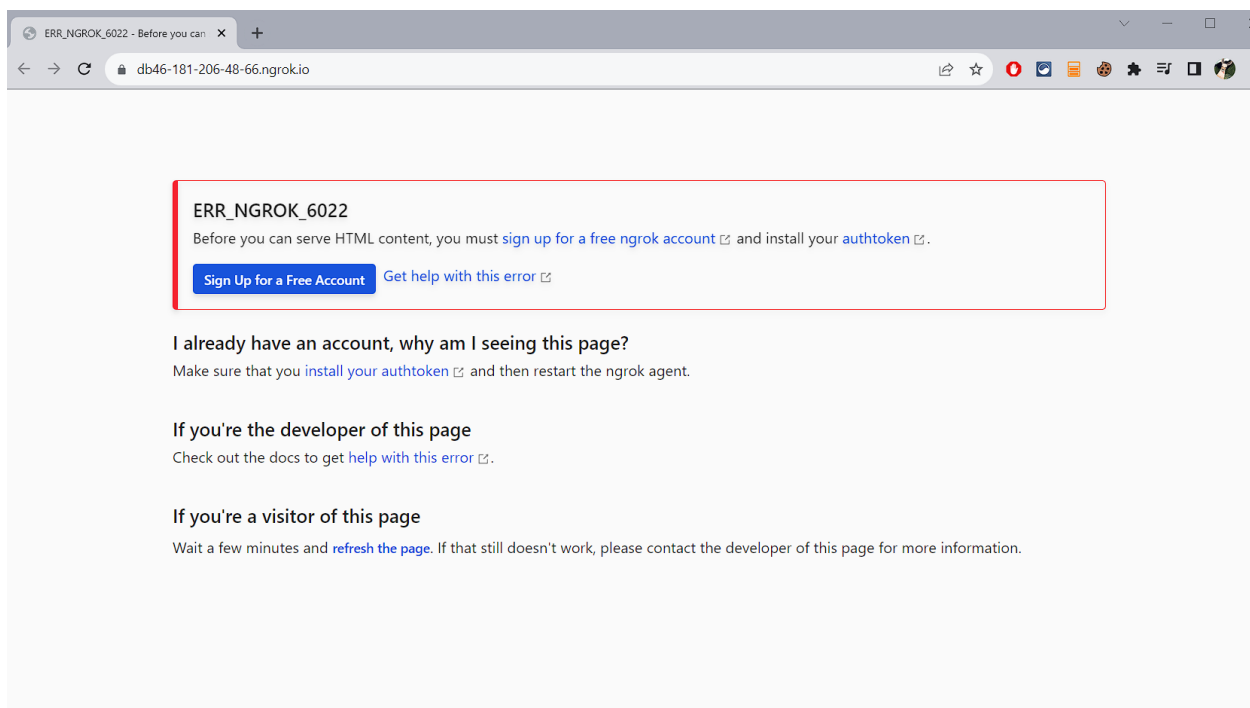 ERR_NGROK_6022 - Before you can
db46-181-206-48-66.ngrok.io
ERR_NGROK_6022
Before you can serve HTML content, you must sign up for a free ngrok account and install your authtoken .
Sign Up for a Free Account Get help with this error
I already have an account, why am I seeing this page?
Make sure that you install your authtoken and then restart the ngrok agent.
If you're the developer of this page
Check out the docs to get help with this error .
If you're a visitor of this page
Wait a few minutes and refresh the page. If that still doesn't work, please contact the developer of this page for more information.